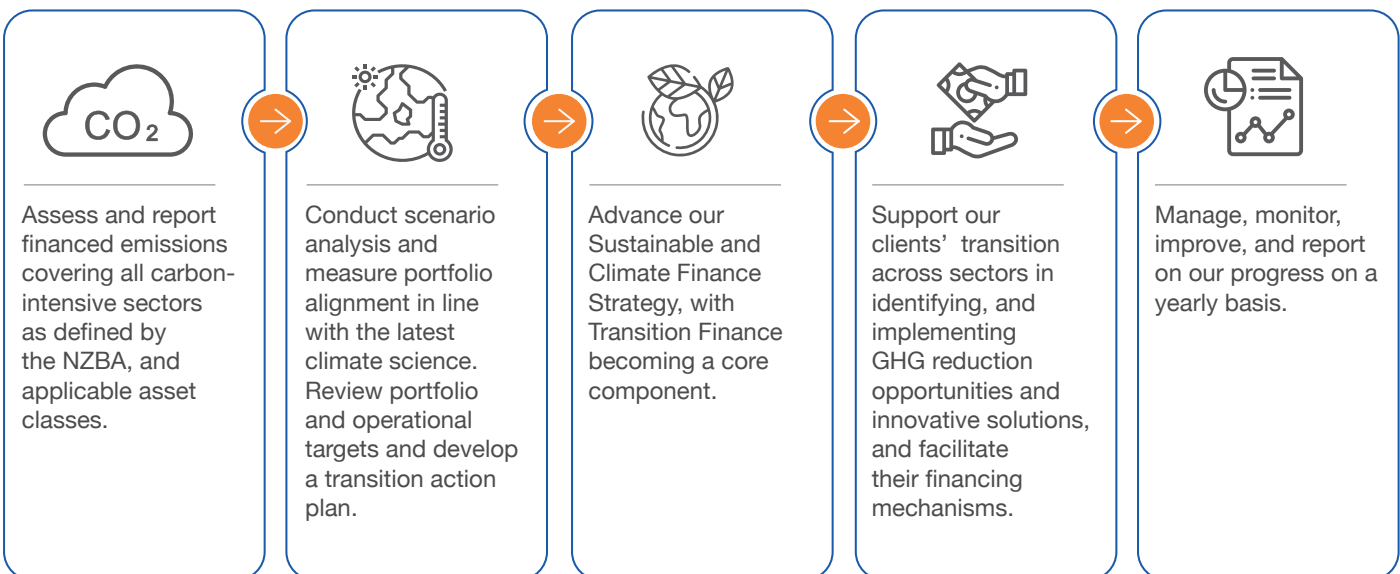 CO2
Assess and report
financed emissions
covering all carbon-
intensive sectors
as defined by
the NZBA, and
applicable asset
classes.
Conduct scenario
analysis and
measure portfolio
alignment in line
with the latest
climate science.
Review portfolio
and operational
targets and develop
a transition action
plan.
Advance our
Sustainable and
Climate Finance
Strategy, with
Transition Finance
becoming a core
component.
Support our
clients’ transition
across sectors in
identifying, and
implementing
GHG reduction
opportunities and
innovative solutions,
and facilitate
their financing
mechanisms.
Manage, monitor,
improve, and report
on our progress on a
yearly basis.